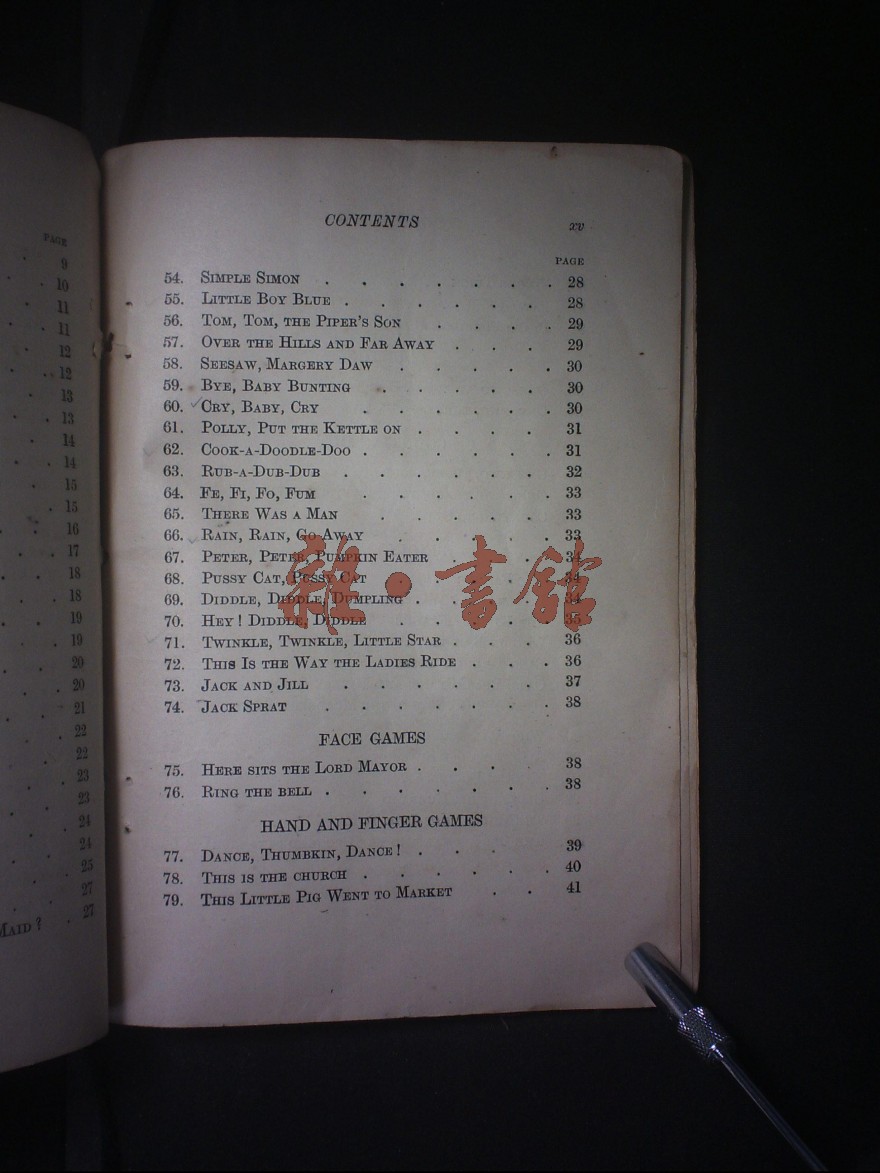 PAGE
9
10
11
11
12
12
13
13
14
14
15
15
16
17
18
18
19
19
20
20
21
22
22
23
23
24
24
25
27
MAID ? . 27
CONTENTS xv
PAGE
54. SIMPLE SIMON . . . . . . . 28
55. LITTLE BOY BLUE . . . . . . 28
56. TOM, TOM, THE PIPER'S SON . . . . 29
57. OVER THE HILLS AND FAR AWAY . . . 29
58. SEESAW, MARGERY DAW . . . . . 30
59. BYE, BABY BUNTING . . . . . 30
60. CRY, BABY, CRY . . . . . . 30
61. POLLY, PUT THE KETTLE ON . . . . 31
62. COOK-A-DOODLE-DOO . . . . . . 31
63. RUB-A-DUB-DUB . . . . . . 32
64. FE, FI, FO, FUM . . . . . . 33
65. THERE WAS A MAN . . . . . . 33
66. RAIN, RAIN, GO AWAY . . . . . 33
67. PETER, PETER, PUMPKIN EATER . . . 34
68. PUSSY CAT, PUSSY CAT . . . . . 34
69. DIDDLE, DIDDLE, DUMPLING . . . . 34
70. HEY ! DIDDLE, DIDDLE . . . . . 35
雜·書館
71. TWINKLE, TWINKLE, LITTLE STAR . . . 36
72. THIS IS THE WAY THE LADIES RIDE . . . 36
73. JACK AND JILL . . . . . . 37
74. JACK SPRAT . . . . . . . 38
FACE GAMES
75. HERE SITS THE LORD MAYOR . . . . 38
76. RING THE BELL . . . . . . . 38
HAND AND FINGER GAMES
77. DANCE, THUMBKIN, DANCE ! . . . 39
78. THIS IS THE CHURCH . . . . . . 40
79. THIS LITTLE PIG WENT TO MARKET . . 41